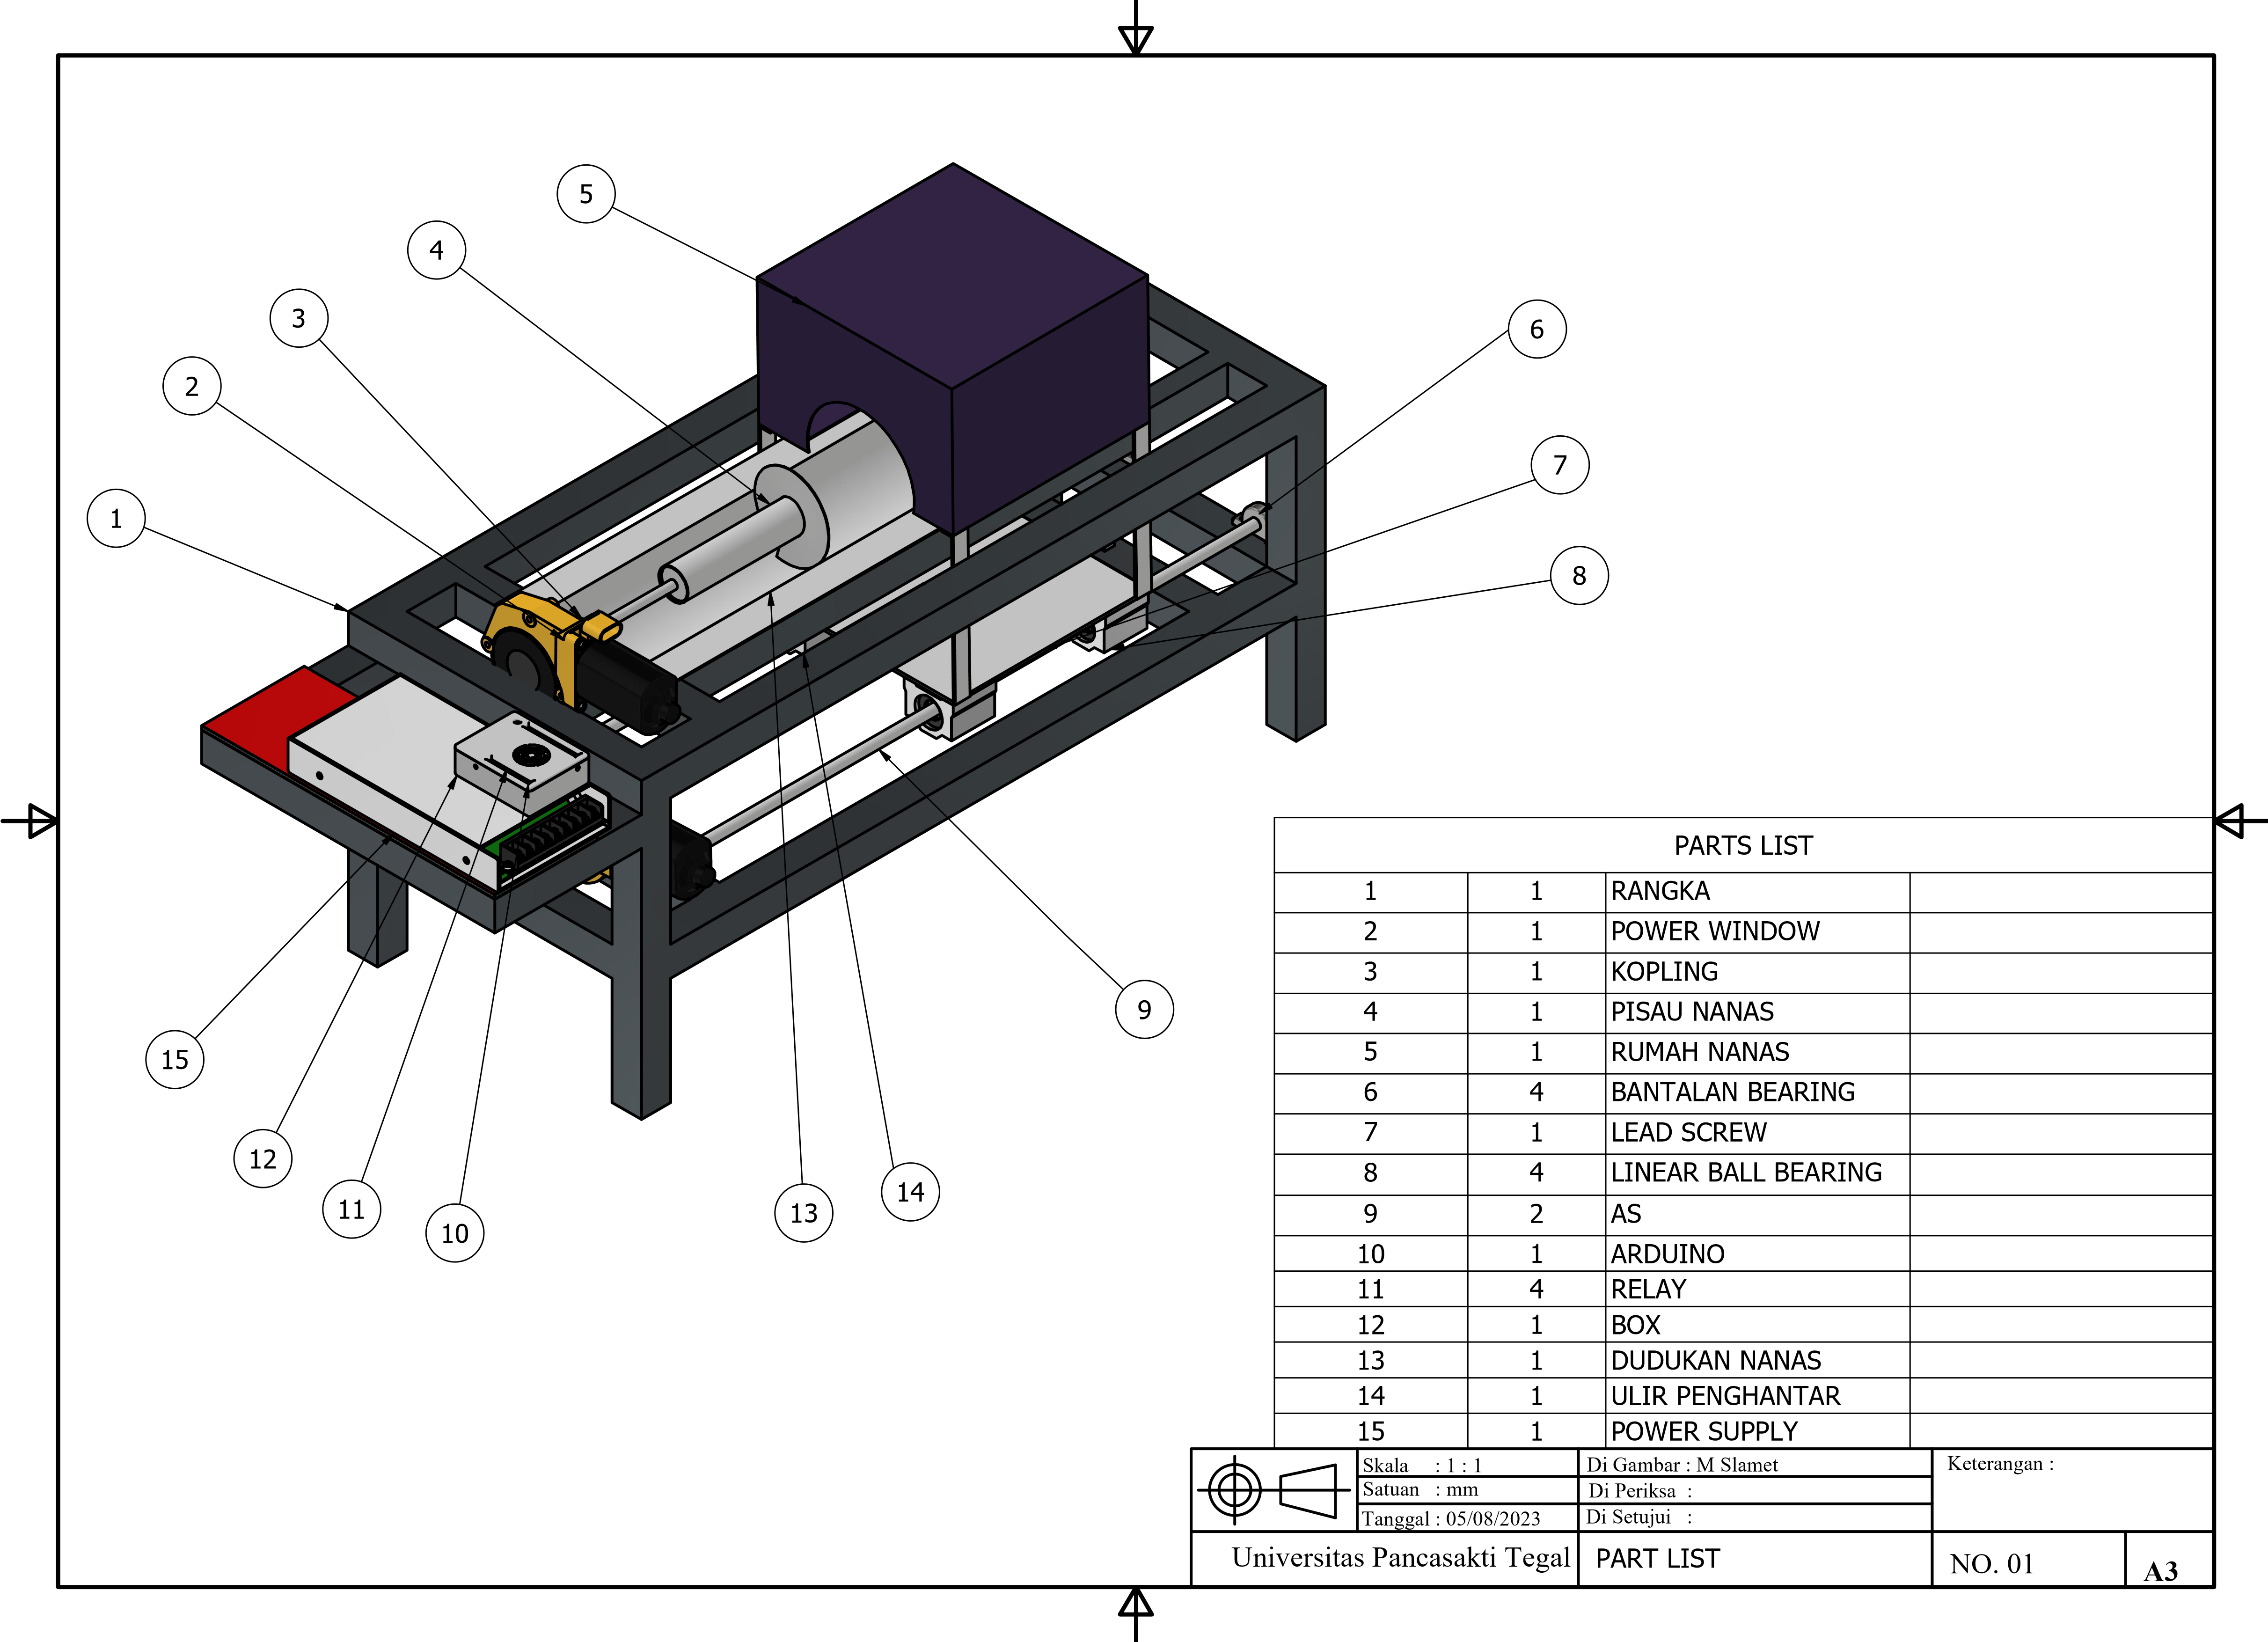 5
4
3
6
2
7
1
8
9
15
12
11
10
13
14
PARTS LIST
1 1 RANGKA
2 1 POWER WINDOW
3 1 KOPLING
4 1 PISAU NANAS
5 1 RUMAH NANAS
6 4 BANTALAN BEARING
7 1 LEAD SCREW
8 4 LINEAR BALL BEARING
9 2 AS
10 1 ARDUINO
11 4 RELAY
12 1 BOX
13 1 DUDUKAN NANAS
14 1 ULIR PENGHANTAR
15 1 POWER SUPPLY
Skala : 1 : 1
Satuan : mm
Tanggal : 05/08/2023
Di Gambar : M Slamet
Di Periksa :
Di Setujui :
Keterangan :
Universitas Pancasakti Tegal
PART LIST
NO. 01
A3